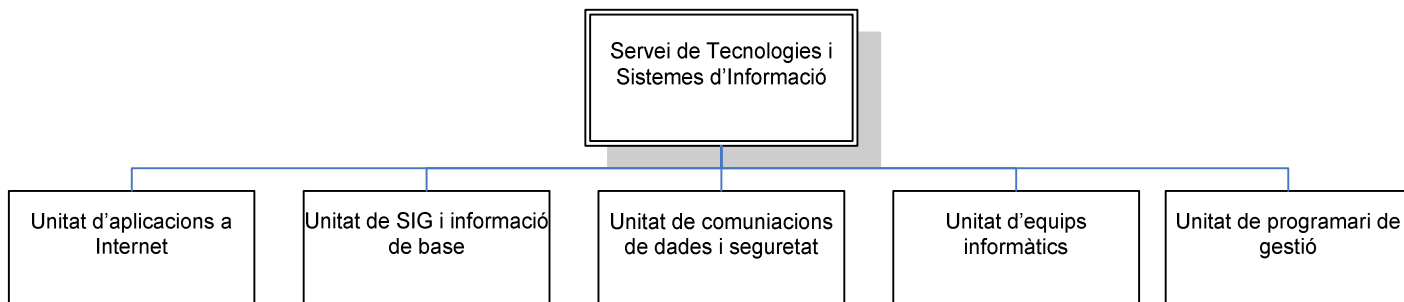 Servei de Tecnologies i
Sistemes d’Informació
Unitat d’aplicacions a
Internet
Unitat de SIG i informació
de base
Unitat de comuniacions
de dades i seguretat
Unitat d’equips
informàtics
Unitat de programari de
gestió